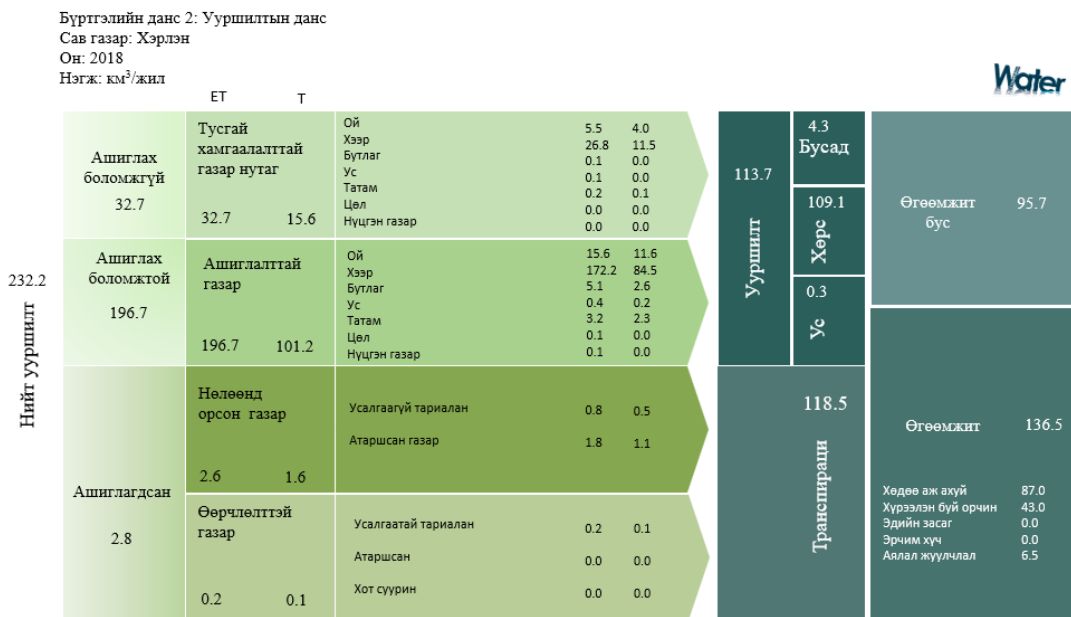 Бүртгэлийн данс 2: Ууршилтын данс
Сав газар: Хэрлэн
Он: 2018
Нэгж: км³/жил
Water
ET T
232.2
Нийт ууршилт
Ашиглах
боломжгүй
32.7
Тусгай
хамгаалалттай
газар нутаг
32.7 15.6
Ой 5.5 4.0
Хээр 26.8 11.5
Бутлаг 0.1 0.0
Ус 0.1 0.0
Татам 0.2 0.1
Цөл 0.0 0.0
Нүцгэн газар 0.0 0.0
Ашиглах
боломжтой
196.7
Ашиглалттай
газар
196.7 101.2
Ой 15.6 11.6
Хээр 172.2 84.5
Бутлаг 5.1 2.6
Ус 0.4 0.2
Татам 3.2 2.3
Цөл 0.1 0.0
Нүцгэн газар 0.1 0.0
Ашиглагдсан
2.8
Нөлөөнд
орсон газар
2.6 1.6
Усалгаагүй тариалан 0.8 0.5
Атаршсан газар 1.8 1.1
Өөрчлөлттэй
газар
0.2 0.1
Усалгаатай тариалан 0.2 0.1
Атаршсан 0.0 0.0
Хот суурин 0.0 0.0
113.7
Ууршилт
4.3
Бусад
109.1
Хөрс
0.3
Ус
118.5
Транспираци
Өгөөмжит
бус
95.7
Өгөөмжит 136.5
Хөдөө аж ахуй 87.0
Хүрээлэн буй орчин 43.0
Эдийн засаг 0.0
Эрчим хүч 0.0
Аялал жуулчлал 6.5